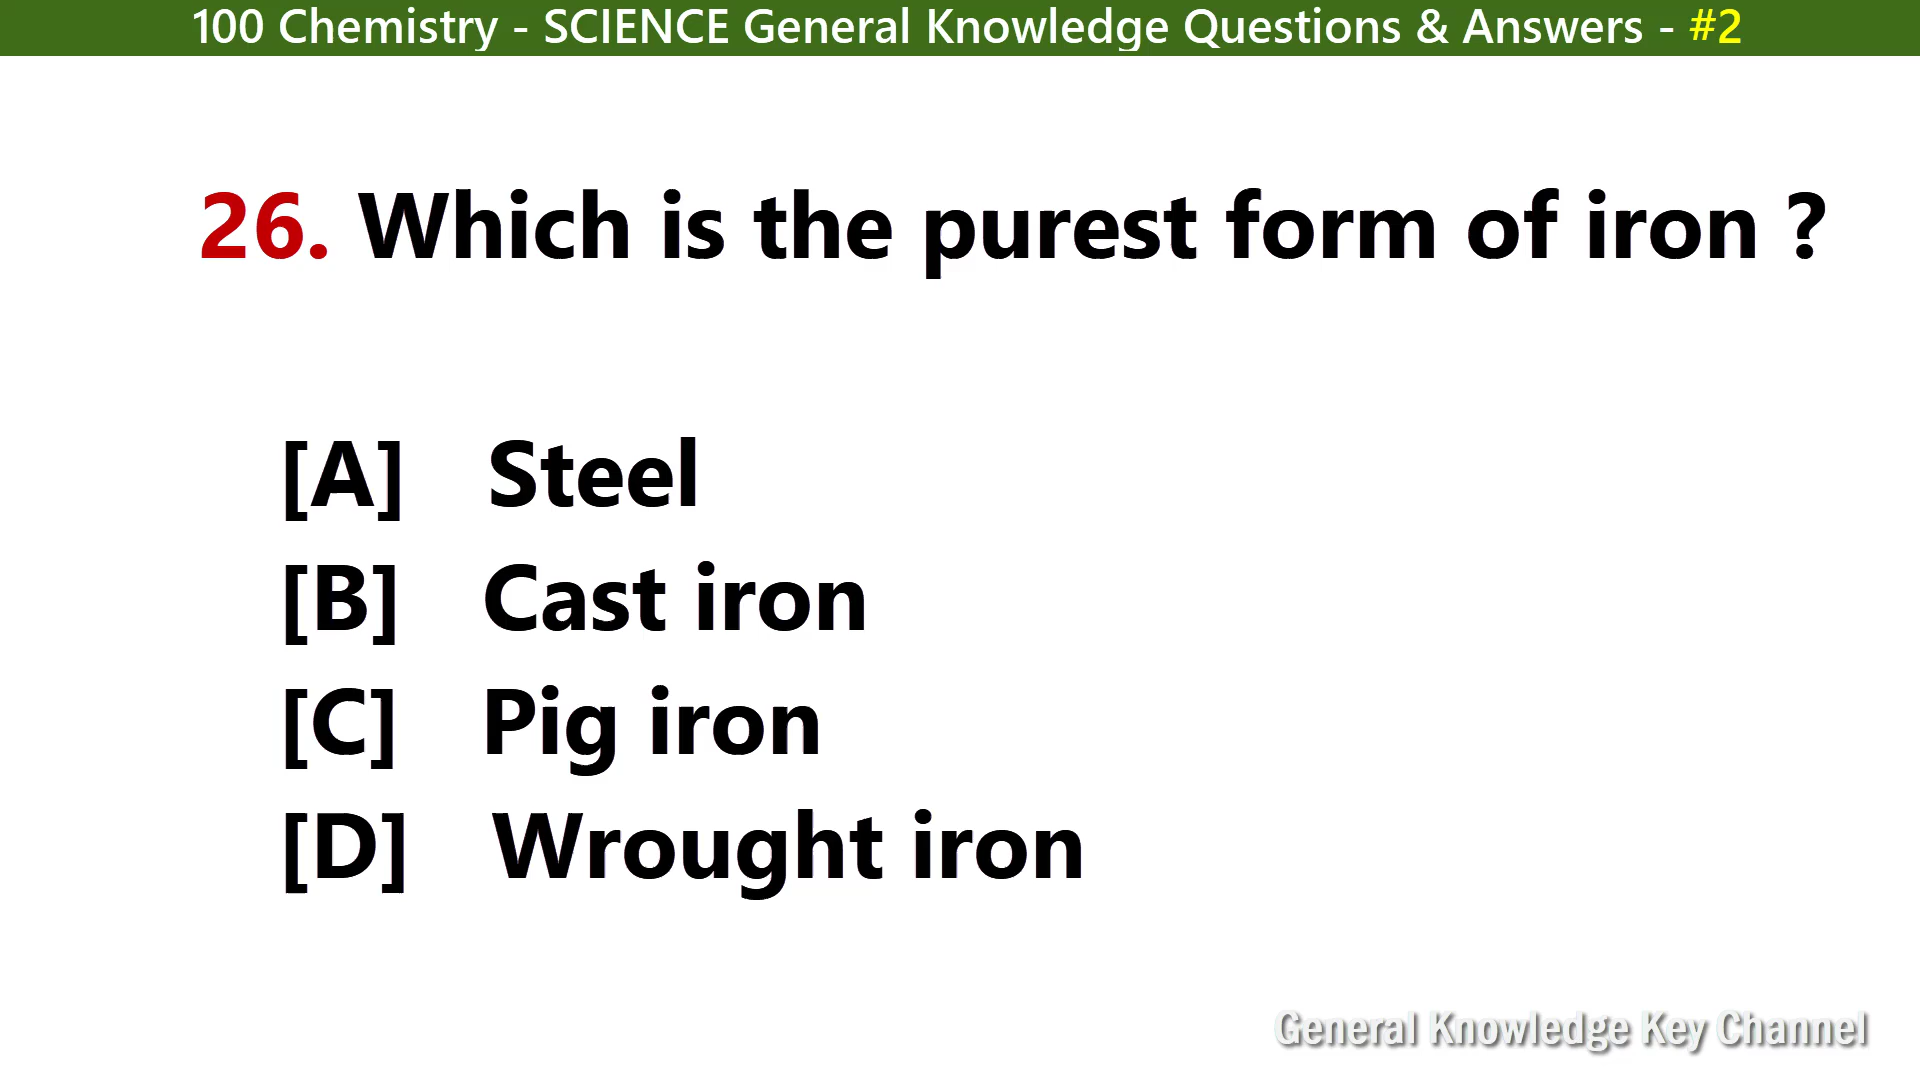 100 Chemistry - SCIENCE General Knowledge Questions & Answers - #2
26. Which is the purest form of iron ?
[A] Steel
[B] Cast iron
[C] Pig iron
[D] Wrought iron
General Knowledge Key Channel